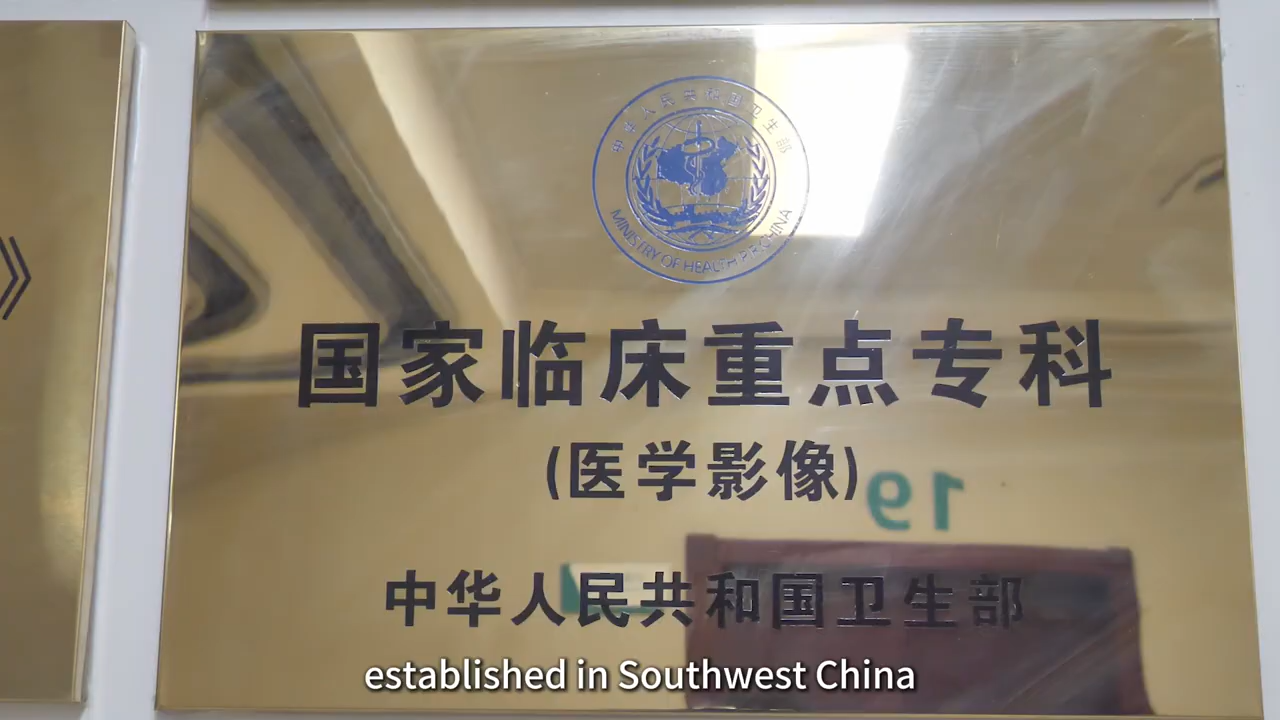 》
中华人民共和国卫生部
MINISTRY OF HEALTH P.R.CHINA
国家临床重点专科
(医学影像)
19
中华人民共和国卫生部
established in Southwest China